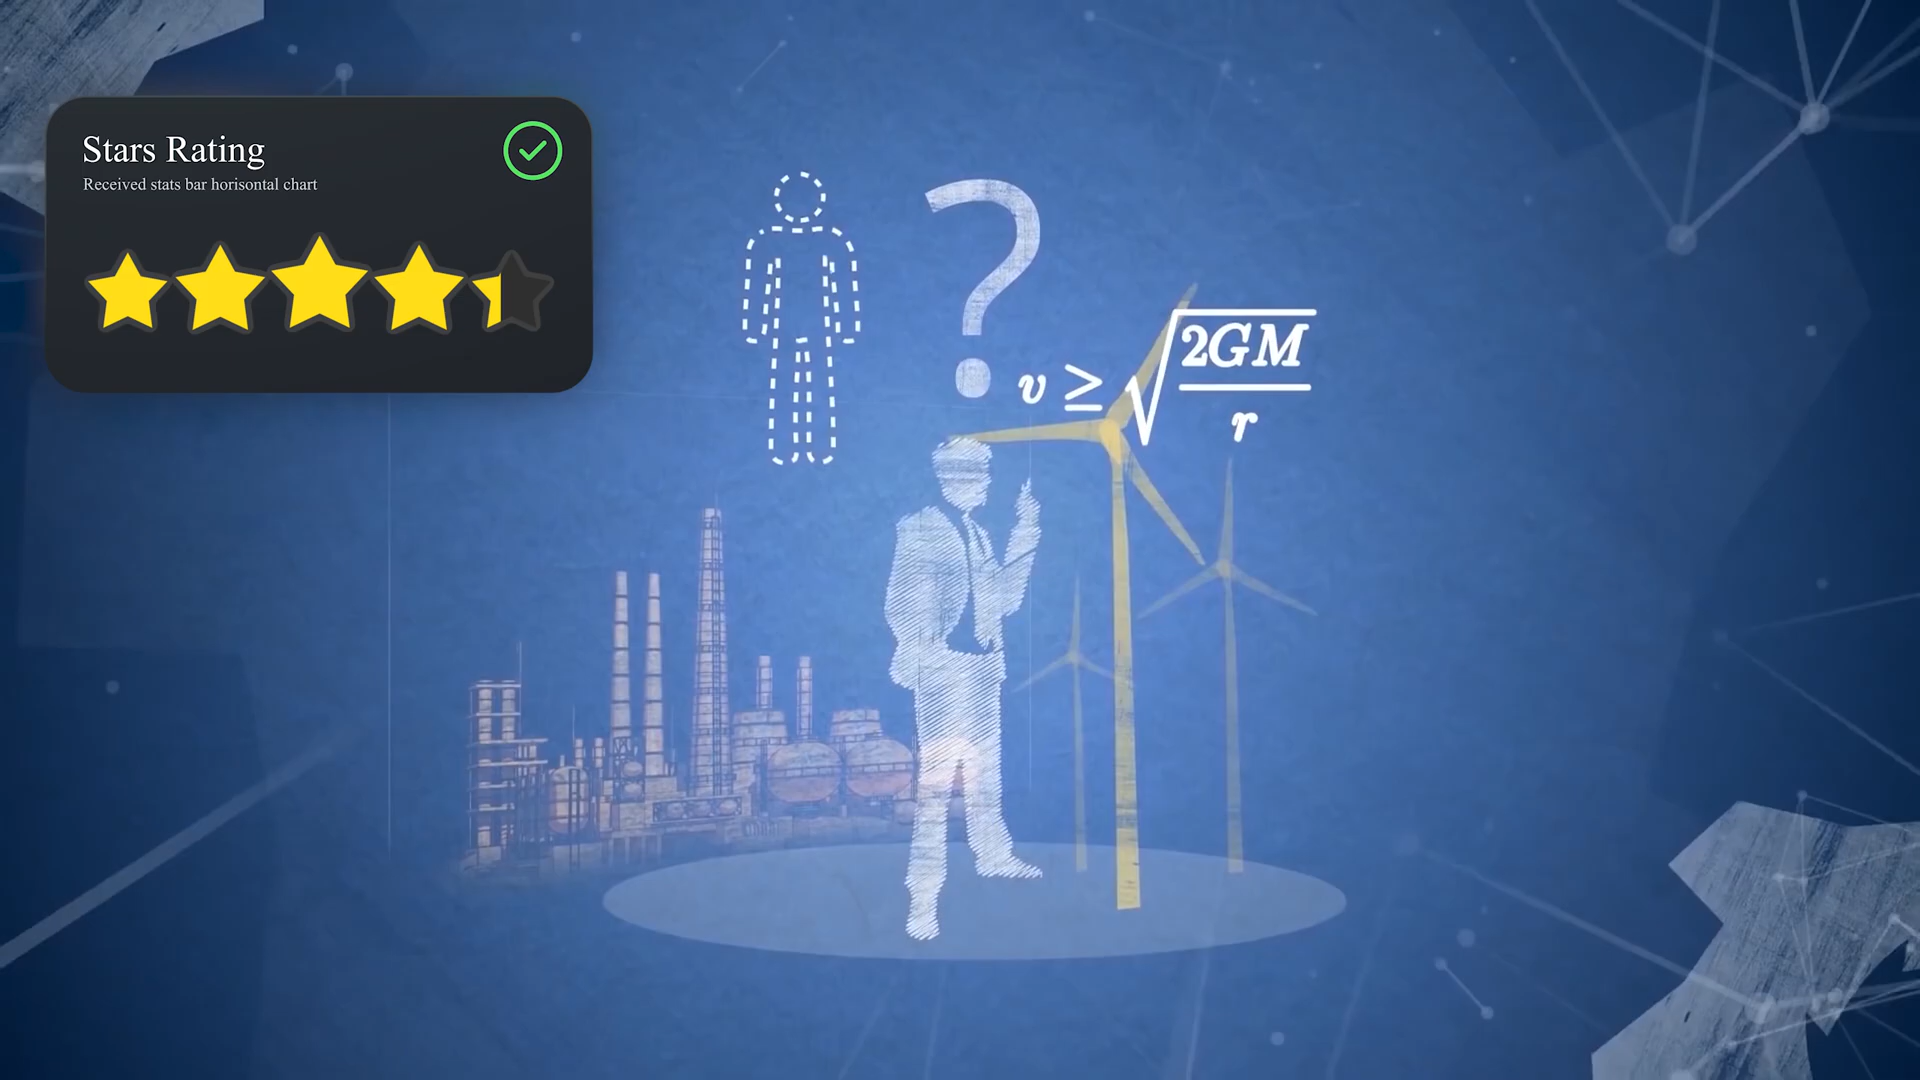 Stars Rating
Received stats bar horisontal chart
?
v ≥ √(2GM / r)